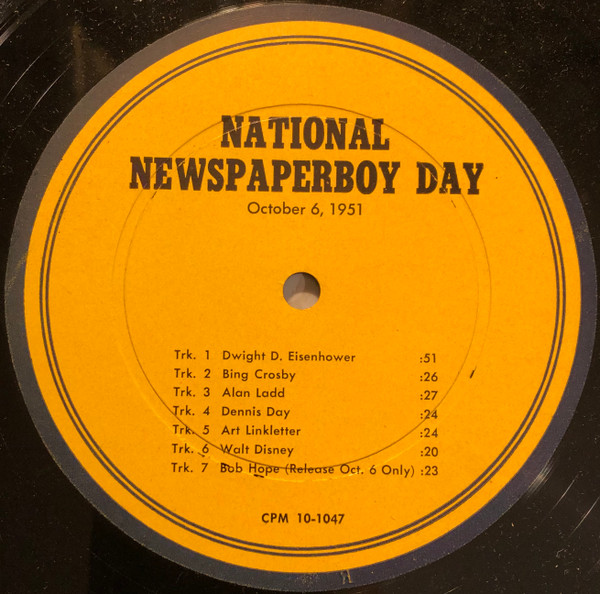 NATIONAL
NEWSPAPERBOY DAY
October 6, 1951
Trk. 1 Dwight D. Eisenhower :51
Trk. 2 Bing Crosby :26
Trk. 3 Alan Ladd :27
Trk. 4 Dennis Day :24
Trk. 5 Art Linkletter :24
Trk. 6 Walt Disney :20
Trk. 7 Bob Hope (Release Oct. 6 Only) :23
CPM 10-1047